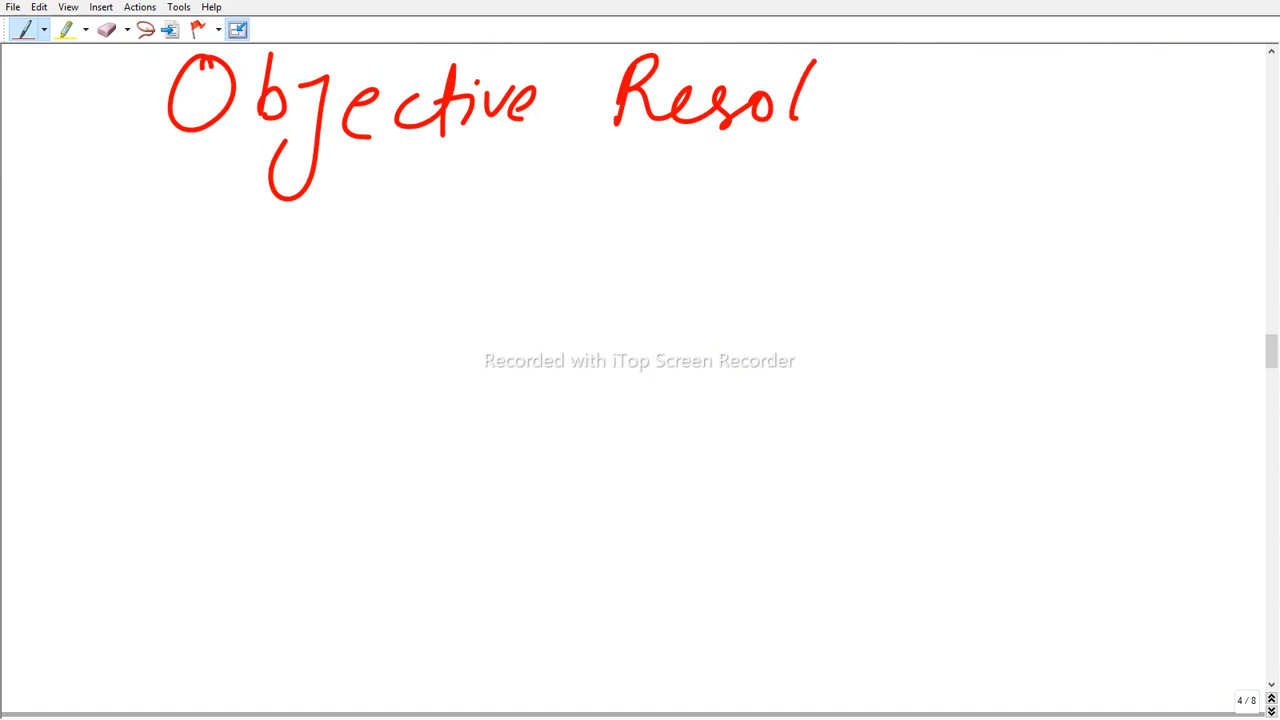 File Edit View Insert Actions Tools Help
Objective Resol
Recorded with iTop Screen Recorder
4 / 8